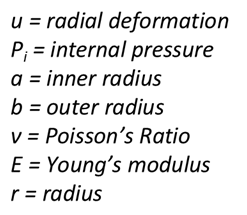 u = radial deformation
Pi = internal pressure
a = inner radius
b = outer radius
v = Poisson's Ratio
E = Young's modulus
r = radius